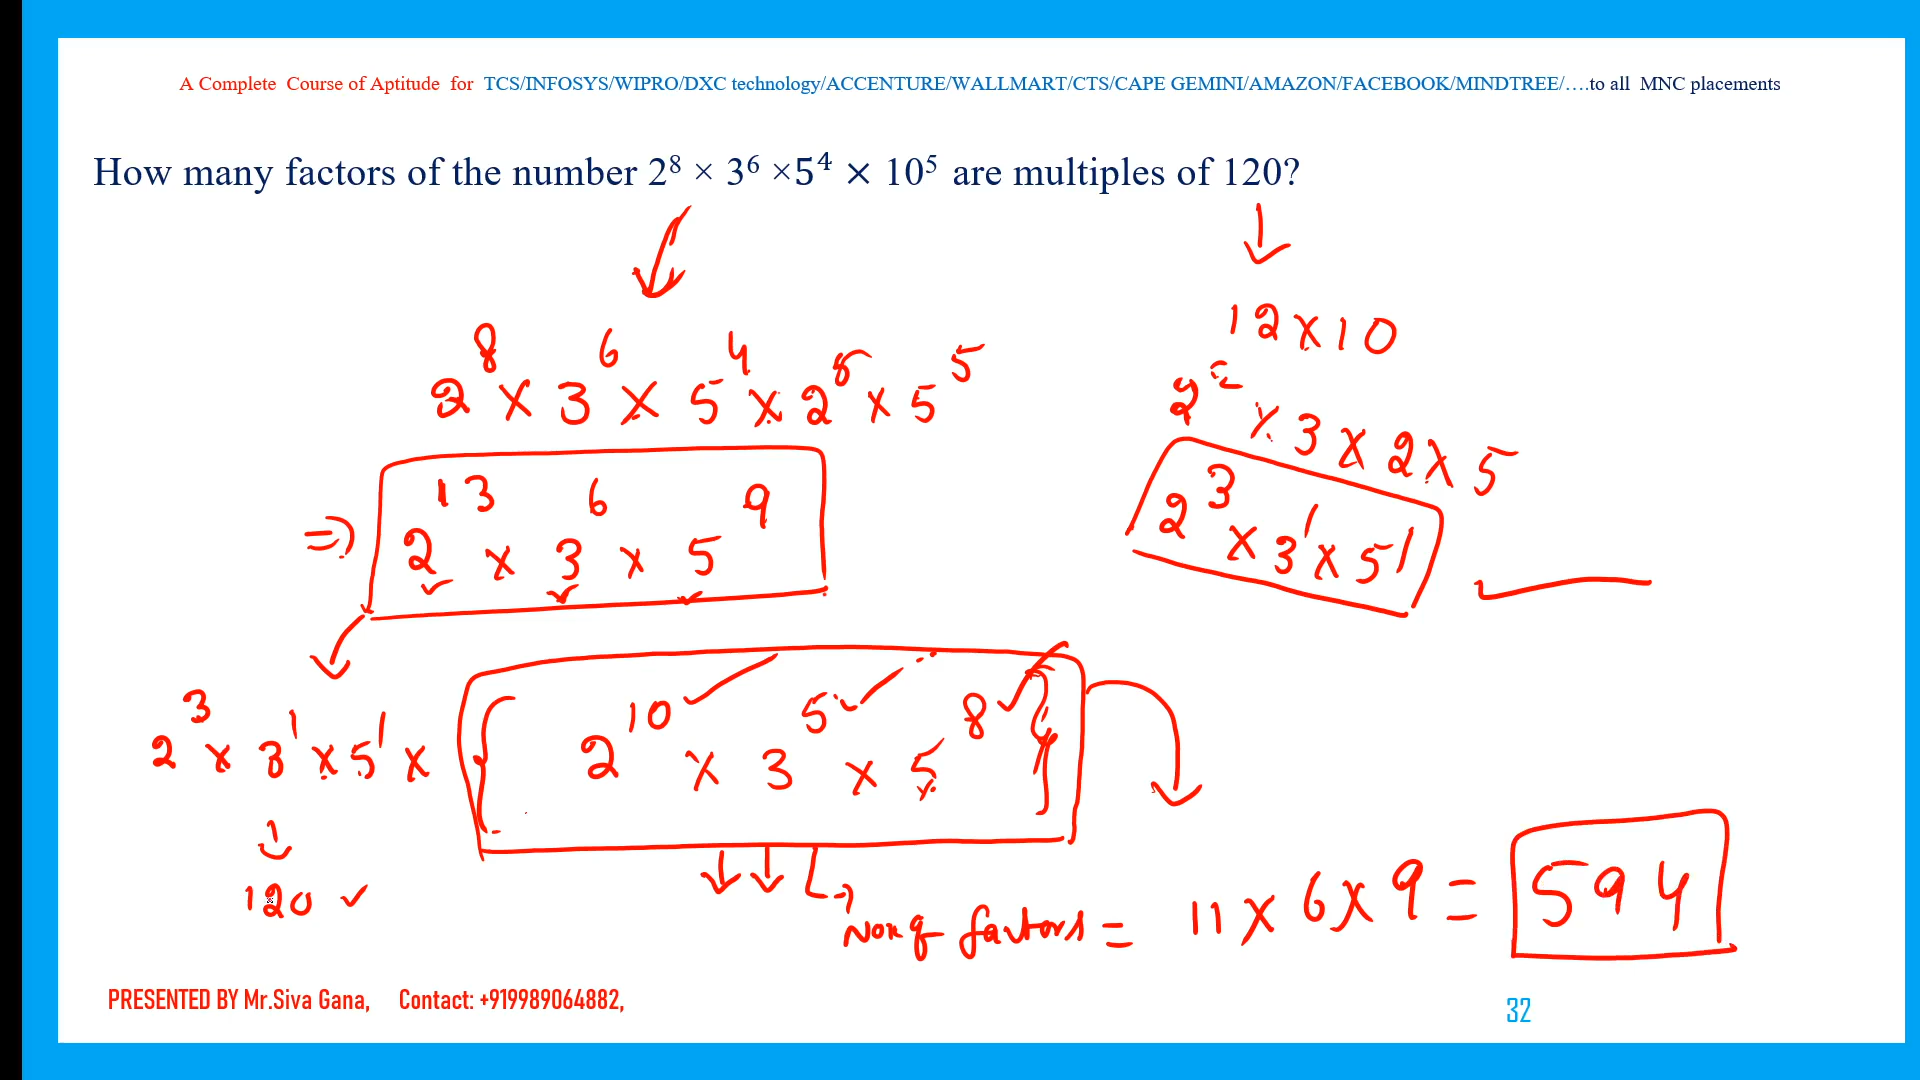 A Complete Course of Aptitude for TCS/INFOSYS/WIPRO/DXC technology/ACCENTURE/WALLMART/CTS/CAPE GEMINI/AMAZON/FACEBOOK/MINDTREE/….to all MNC placements
How many factors of the number 2⁸ × 3⁶ ×5⁴ × 10⁵ are multiples of 120?
12x10
2⁸ x 3⁶ x 5⁴ x 2⁵ x 5⁵
2² x 3 x 2 x 5
=> 2¹³ x 3⁶ x 5⁹
2³ x 3¹ x 5¹
2³ x 3¹ x 5¹ x { 2¹⁰ x 3⁵ x 5⁸ }
120
No of factors = 11 x 6 x 9 = 594
PRESENTED BY Mr.Siva Gana, Contact: +919989064882,
32